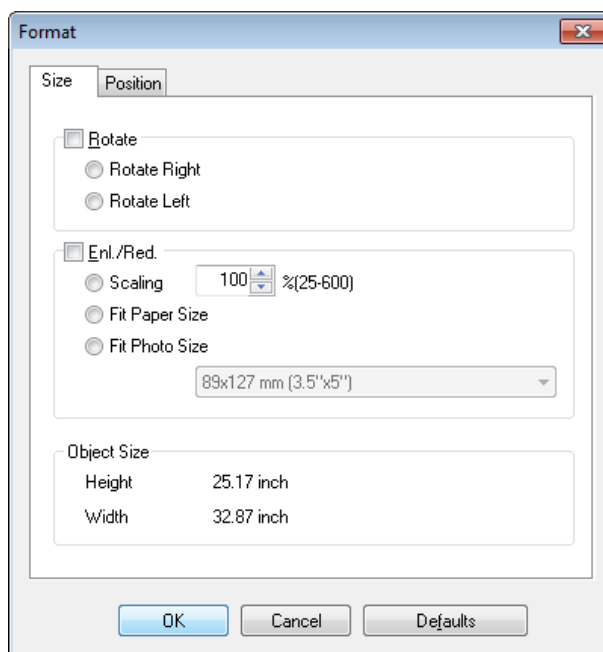 Format
Size Position
Rotate
Rotate Right
Rotate Left
Enl./Red.
Scaling 100 %(25-600)
Fit Paper Size
Fit Photo Size
89x127 mm (3.5"x5")
Object Size
Height 25.17 inch
Width 32.87 inch
OK Cancel Defaults